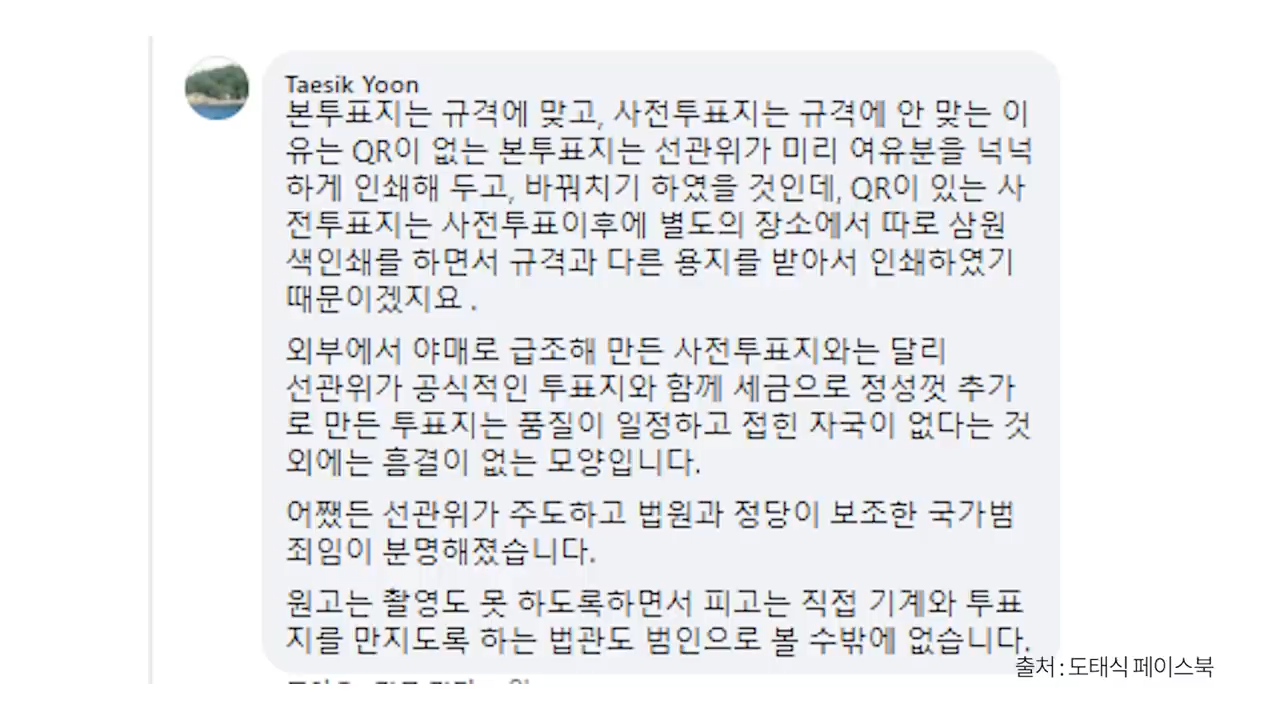 Taesik Yoon
본투표지는 규격에 맞고, 사전투표지는 규격에 안 맞는 이
유는 QR이 없는 본투표지는 선관위가 미리 여유분을 넉넉
하게 인쇄해 두고, 바꿔치기 하였을 것인데, QR이 있는 사
전투표지는 사전투표이후에 별도의 장소에서 따로 삼원
색인쇄를 하면서 규격과 다른 용지를 받아서 인쇄하였기
때문이겠지요 .
외부에서 야매로 급조해 만든 사전투표지와는 달리
선관위가 공식적인 투표지와 함께 세금으로 정성껏 추가
로 만든 투표지는 품질이 일정하고 접힌 자국이 없다는 것
외에는 흠결이 없는 모양입니다.
어쨌든 선관위가 주도하고 법원과 정당이 보조한 국가범
죄임이 분명해졌습니다.
원고는 촬영도 못 하도록하면서 피고는 직접 기계와 투표
지를 만지도록 하는 법관도 범인으로 볼 수밖에 없습니다.
출처 : 도태식 페이스북